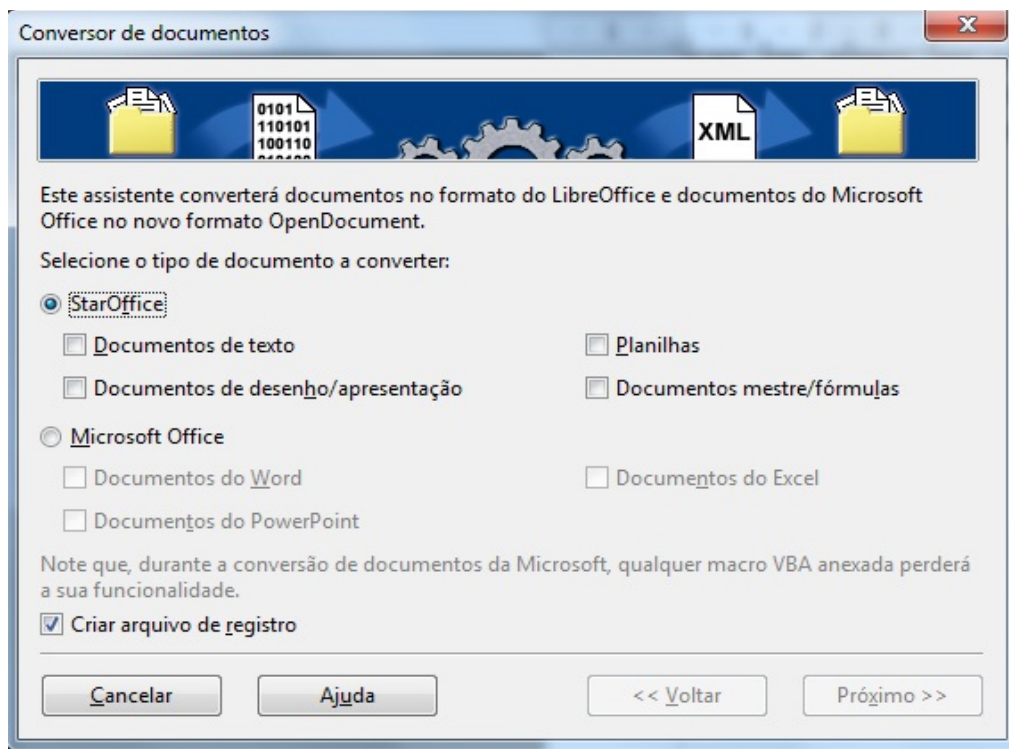 Conversor de documentos
0101
110101
100110
010100
XML
Este assistente converterá documentos no formato do LibreOffice e documentos do Microsoft
Office no novo formato OpenDocument.
Selecione o tipo de documento a converter:
StarOffice
Documentos de texto
Planilhas
Documentos de desenho/apresentação
Documentos mestre/fórmulas
Microsoft Office
Documentos do Word
Documentos do Excel
Documentos do PowerPoint
Note que, durante a conversão de documentos da Microsoft, qualquer macro VBA anexada perderá
a sua funcionalidade.
Criar arquivo de registro
Cancelar
Ajuda
<< Voltar
Próximo >>